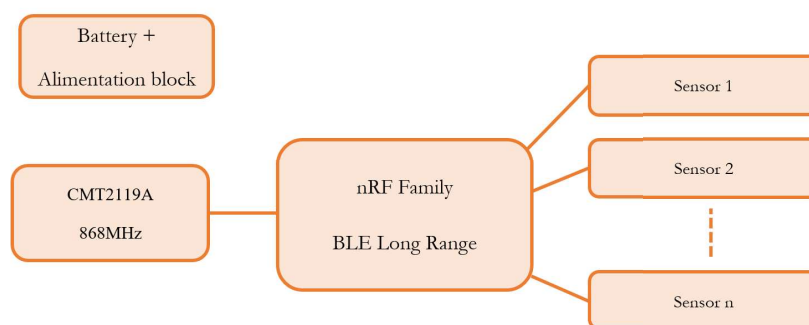 Battery +
Alimentation block
CMT2119A
868MHz
nRF Family
BLE Long Range
Sensor 1
Sensor 2
Sensor n